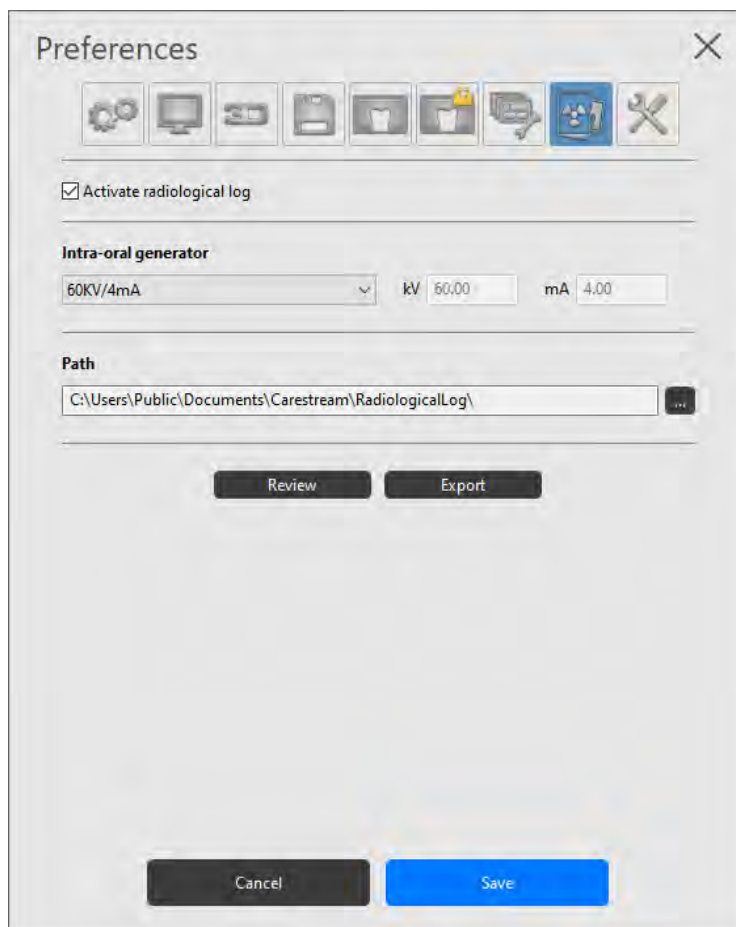 Preferences
3D
Activate radiological log
Intra-oral generator
60KV/4mA kV 60.00 mA 4.00
Path
C:\Users\Public\Documents\Carestream\RadiologicalLog\ ...
Review Export
Cancel Save